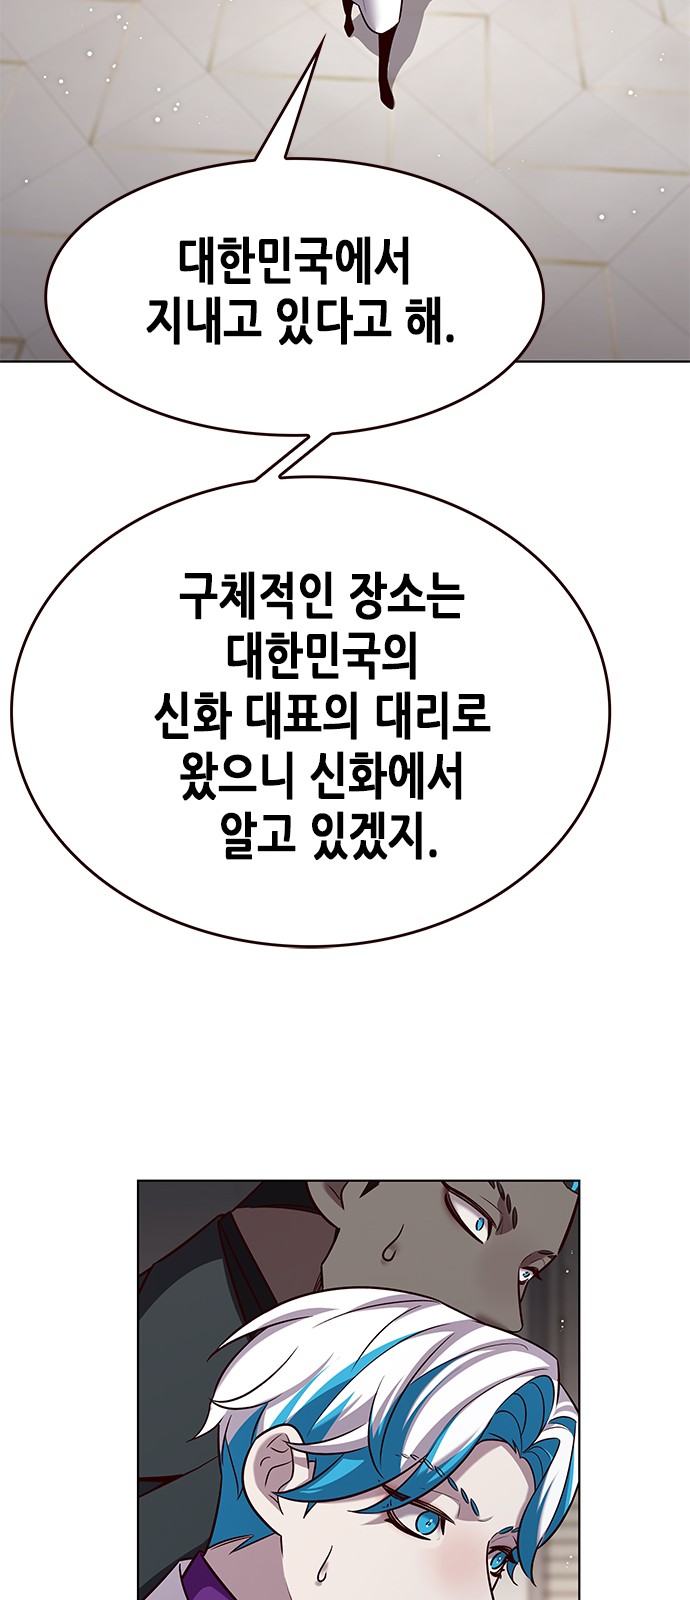 대한민국에서
지내고 있다고 해.
구체적인 장소는
대한민국의
신화 대표의 대리로
왔으니 신화에서
알고 있겠지.